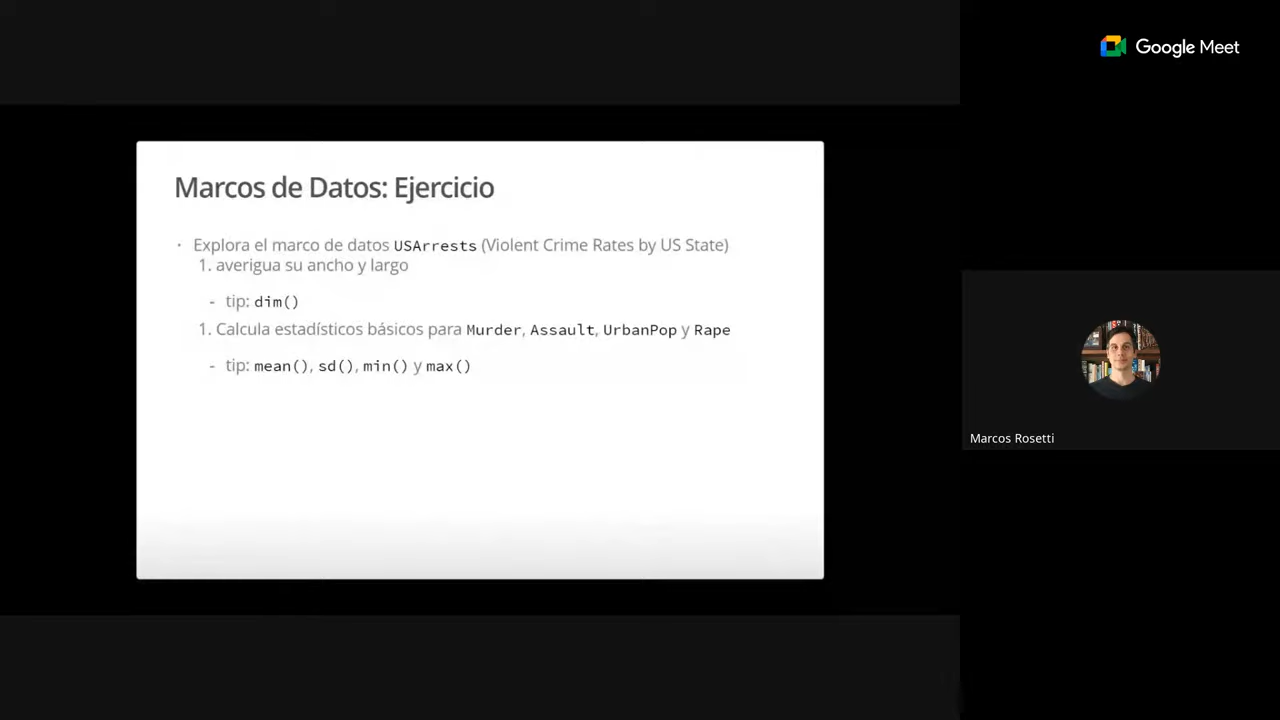 Google Meet
Marcos de Datos: Ejercicio
· Explora el marco de datos USArrests (Violent Crime Rates by US State)
1. averigua su ancho y largo
- tip: dim()
1. Calcula estadísticos básicos para Murder, Assault, UrbanPop y Rape
- tip: mean(), sd(), min() y max()
Marcos Rosetti